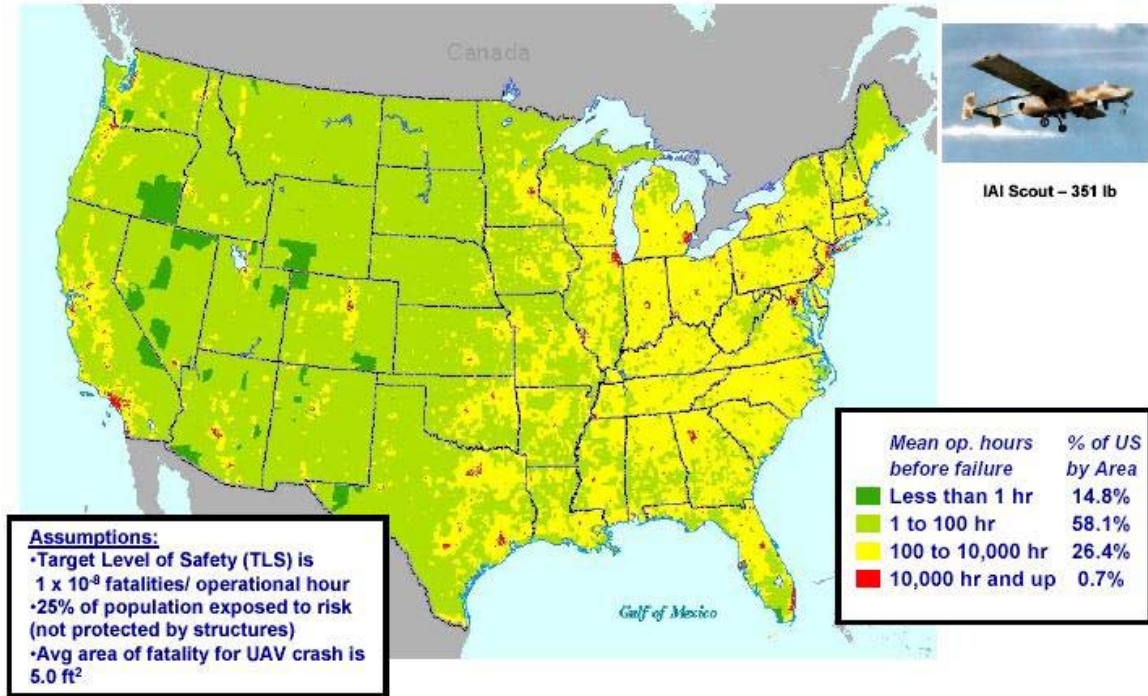 Canada
IAI Scout – 351 lb
Mean op. hours % of US
before failure by Area
Less than 1 hr 14.8%
1 to 100 hr 58.1%
100 to 10,000 hr 26.4%
10,000 hr and up 0.7%
Assumptions:
•Target Level of Safety (TLS) is
1 x 10⁻⁸ fatalities/ operational hour
•25% of population exposed to risk
(not protected by structures)
•Avg area of fatality for UAV crash is
5.0 ft²
Gulf of Mexico